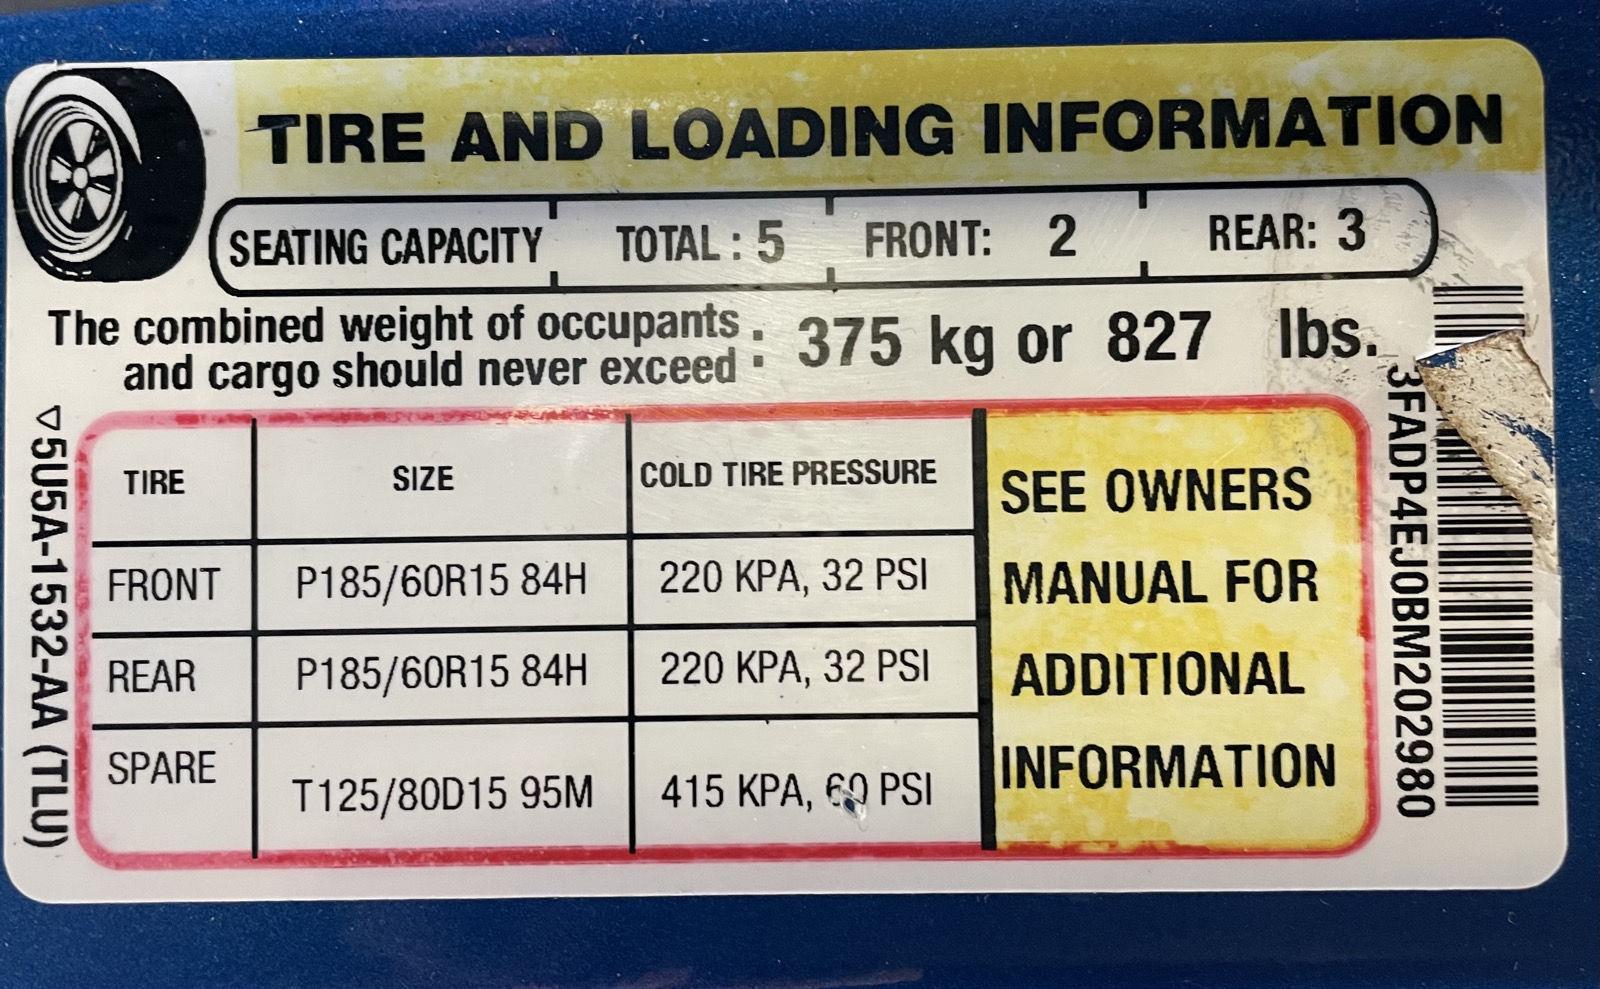 TIRE AND LOADING INFORMATION
SEATING CAPACITY TOTAL : 5 FRONT: 2 REAR: 3
The combined weight of occupants
and cargo should never exceed : 375 kg or 827 lbs.
TIRE SIZE COLD TIRE PRESSURE
FRONT P185/60R15 84H 220 KPA, 32 PSI
REAR P185/60R15 84H 220 KPA, 32 PSI
SPARE T125/80D15 95M 415 KPA, 60 PSI
SEE OWNERS
MANUAL FOR
ADDITIONAL
INFORMATION
5U5A-1532-AA (TLU)
3FADP4EJ0BM202980